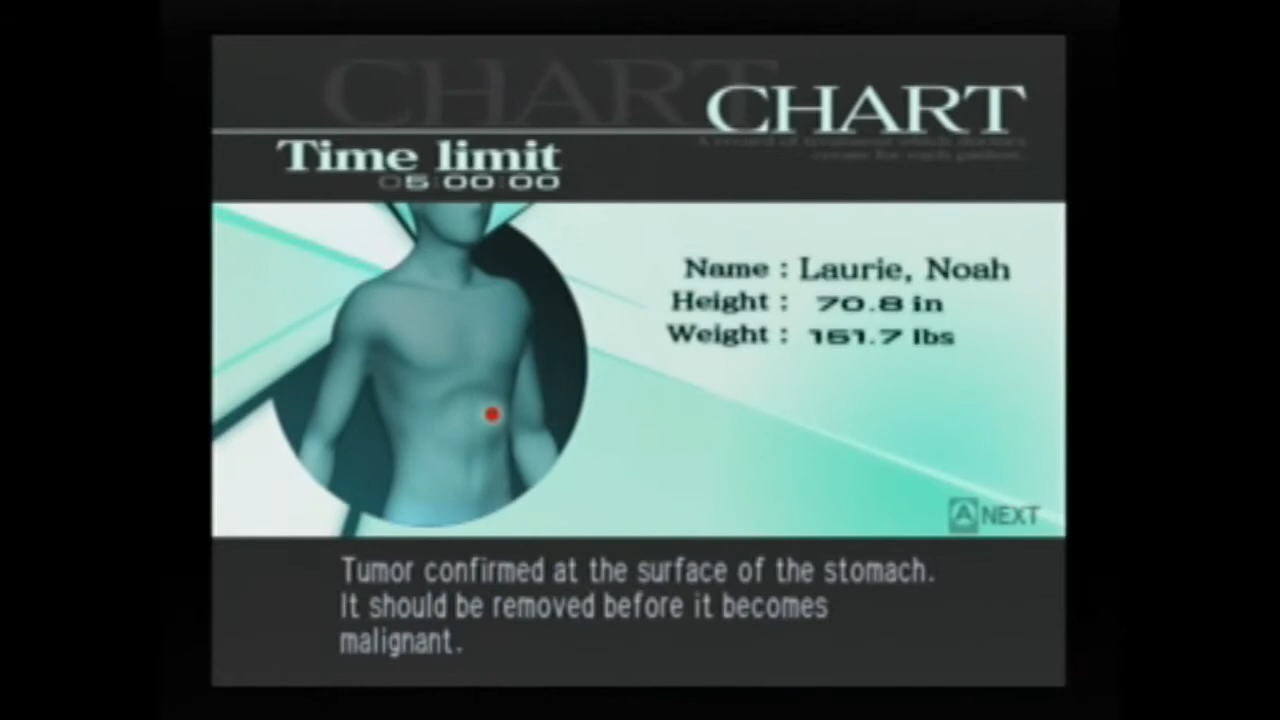 CHART
CHART
Time limit
05:00:00
Name : Laurie, Noah
Height : 70.8 in
Weight : 151.7 lbs
A NEXT
Tumor confirmed at the surface of the stomach.
It should be removed before it becomes
malignant.